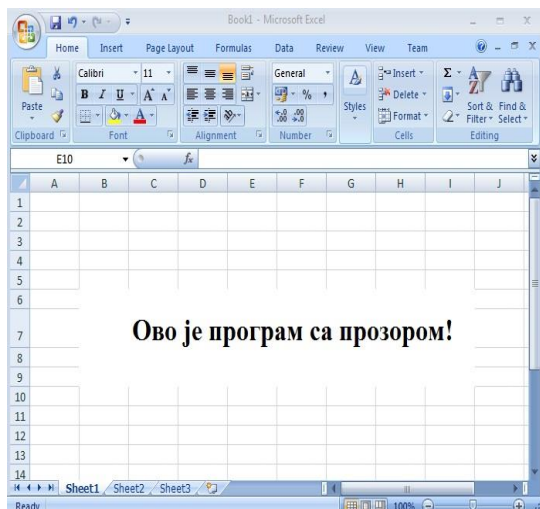 Book1 - Microsoft Excel
Home Insert Page Layout Formulas Data Review View Team
Calibri 11 General Insert Σ
B I U A A % , Delete
Paste Styles Format Sort & Find &
Filter Select
Clipboard Font Alignment Number Cells Editing
E10 fx
A B C D E F G H I J
1
2
3
4
5
6
7 Ово је програм са прозором!
8
9
10
11
12
13
14
Sheet1 Sheet2 Sheet3
Ready 100%